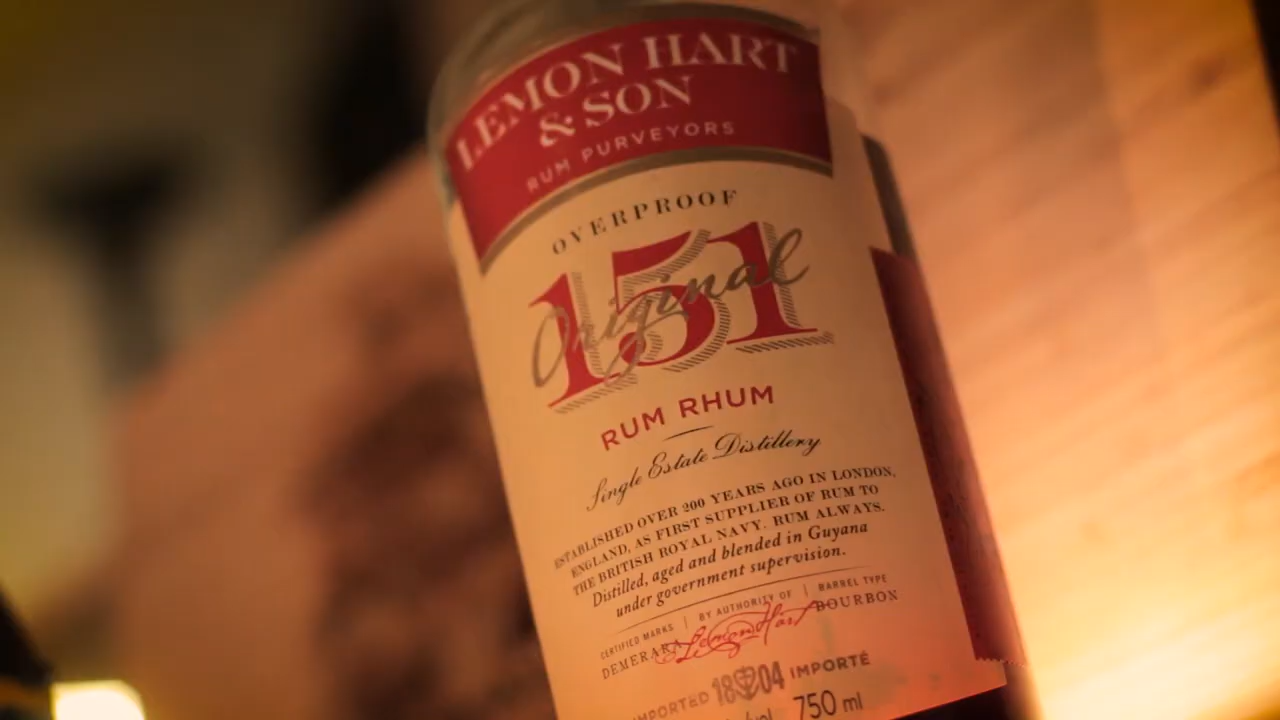 LEMON HART
& SON
RUM PURVEYORS
OVERPROOF
151
Original
RUM RHUM
Single Estate Distillery
ESTABLISHED OVER 200 YEARS AGO IN LONDON,
ENGLAND, AS FIRST SUPPLIER OF RUM TO
THE BRITISH ROYAL NAVY. RUM ALWAYS.
Distilled, aged and blended in Guyana
under government supervision.
CERTIFIED MARKS | BY AUTHORITY OF | BARREL TYPE
DEMERARA Lemon Hart BOURBON
IMPORTED 1804 IMPORTÉ
750 ml